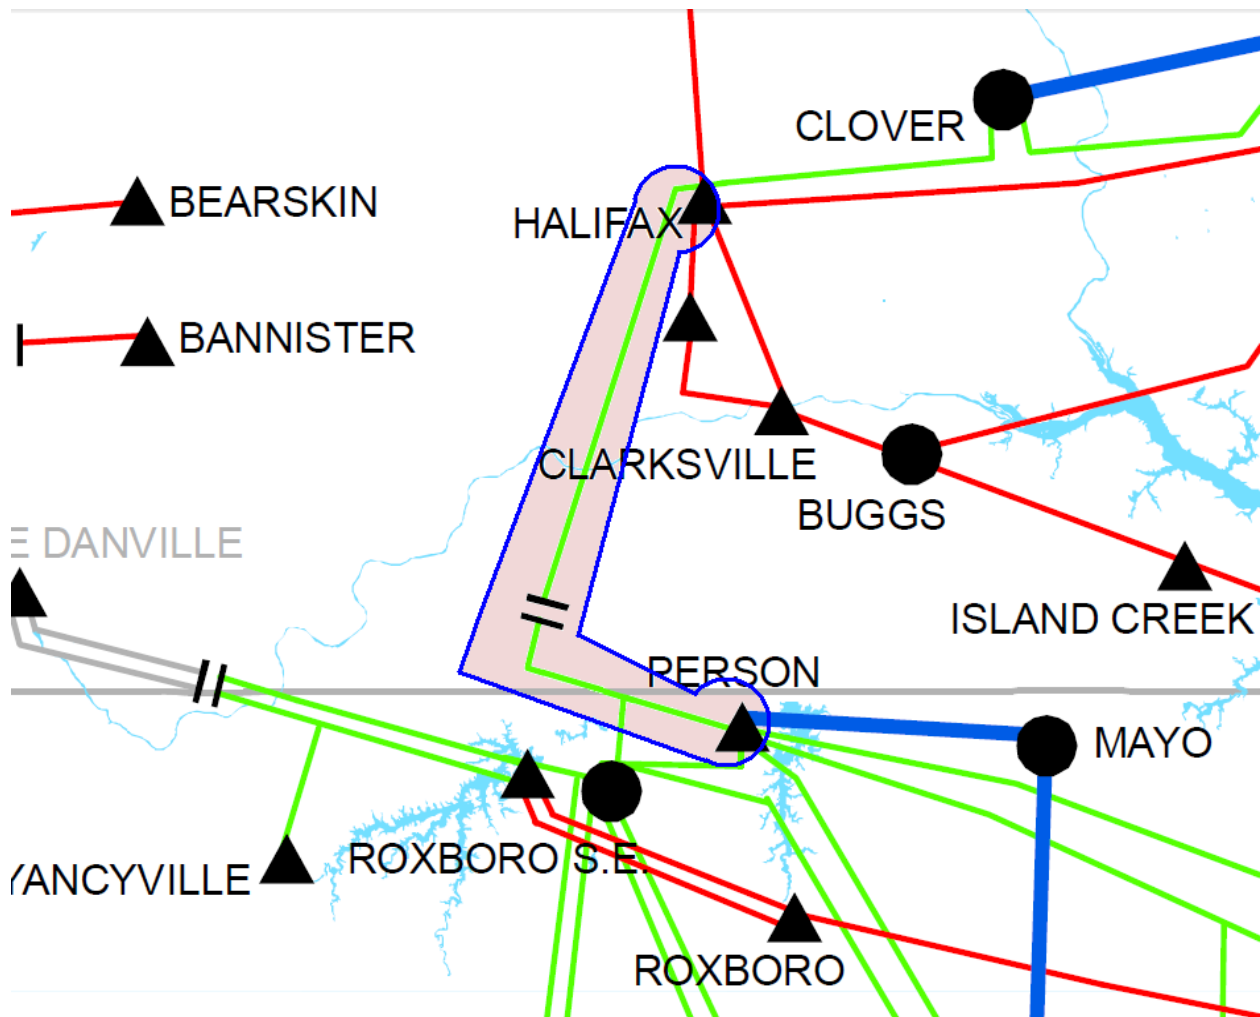 CLOVER
BEARSKIN
HALIFAX
BANNISTER
CLARKSVILLE
BUGGS
E DANVILLE
ISLAND CREEK
PERSON
MAYO
ROXBORO S.E.
YANCYVILLE
ROXBORO